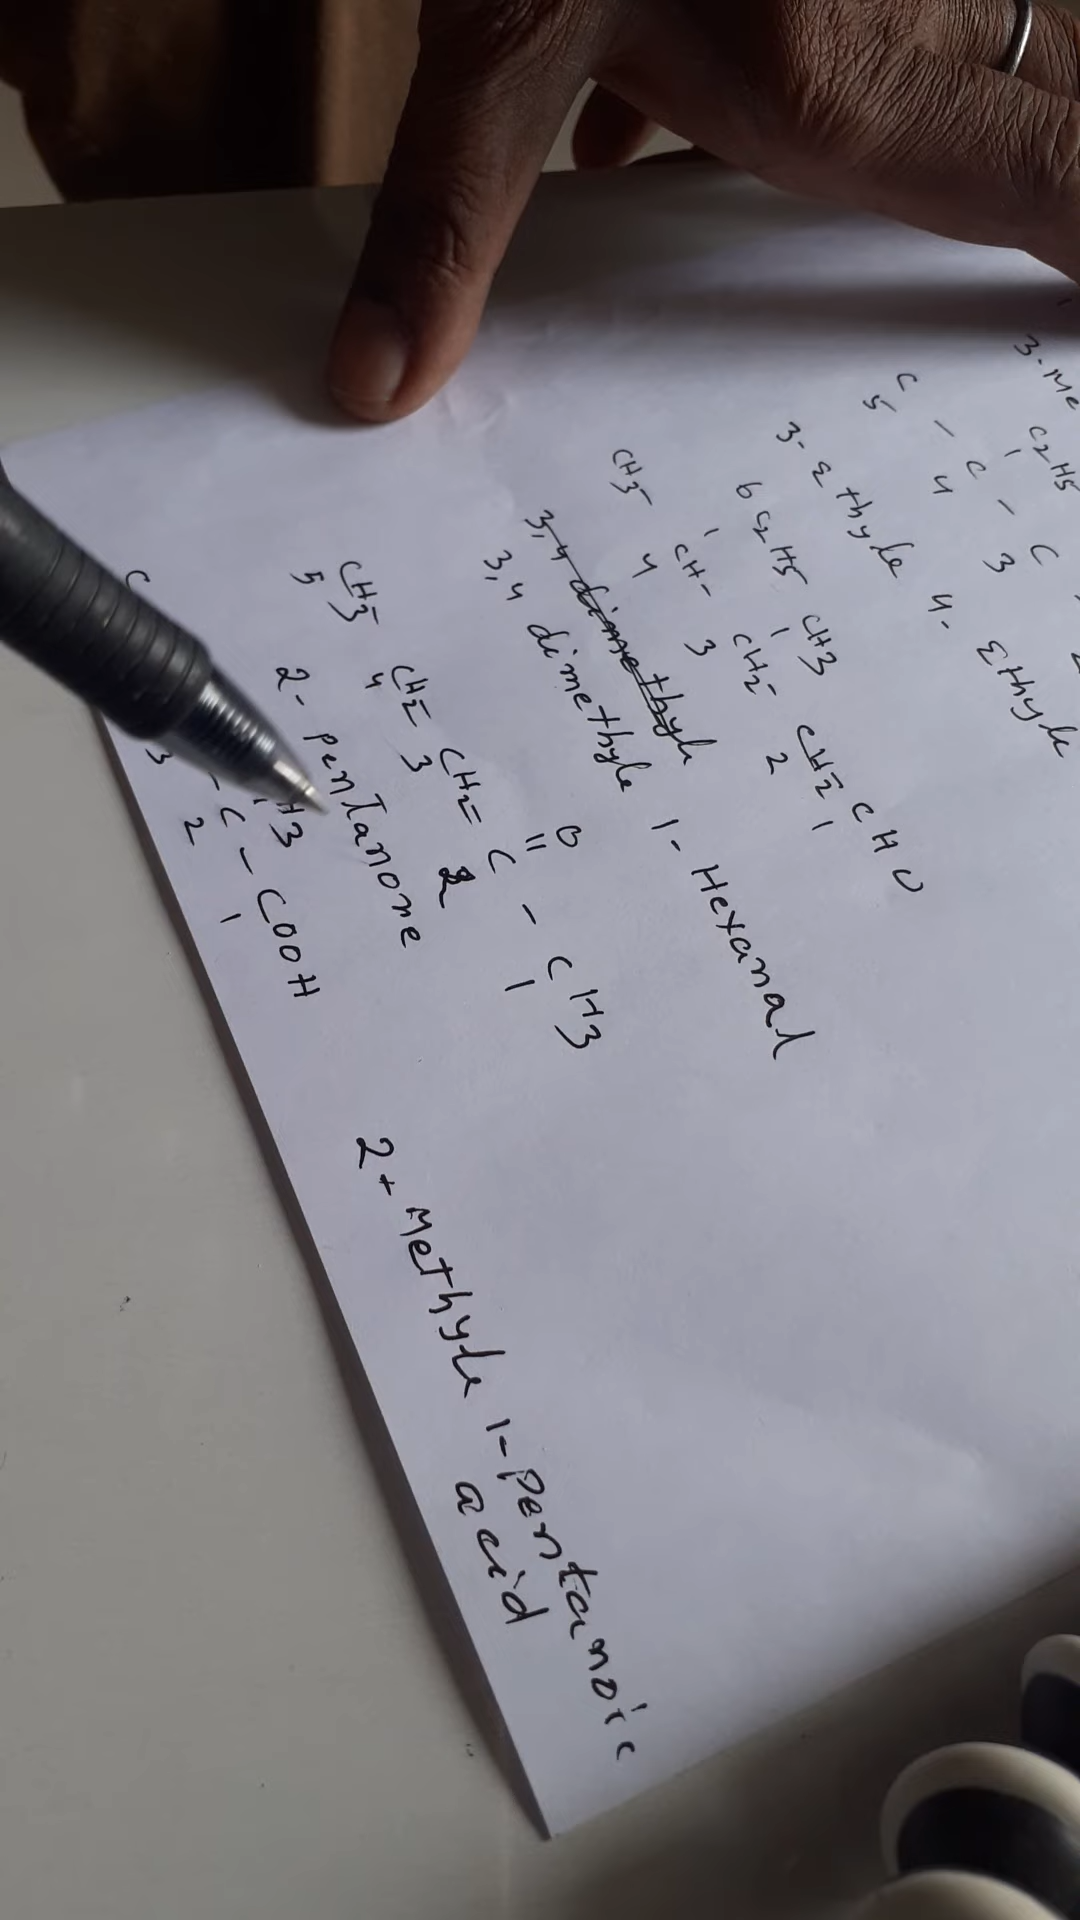 3-Me
C2H5
C - C - C
5 4 3 2
3-Ethyle 4-Ethyle
6 C2H5 CH3
CH3- CH- CH2- CH2 CHO
4 3 2 1
3,4 dimethyle
3,4 dimethyle 1-Hexanal
O
CH3- CH2- CH2- C - CH3
5 4 3 2 1
2-pentanone
H3
C - C - COOH
3 2 1
2-Methyle 1-pentanoic
acid